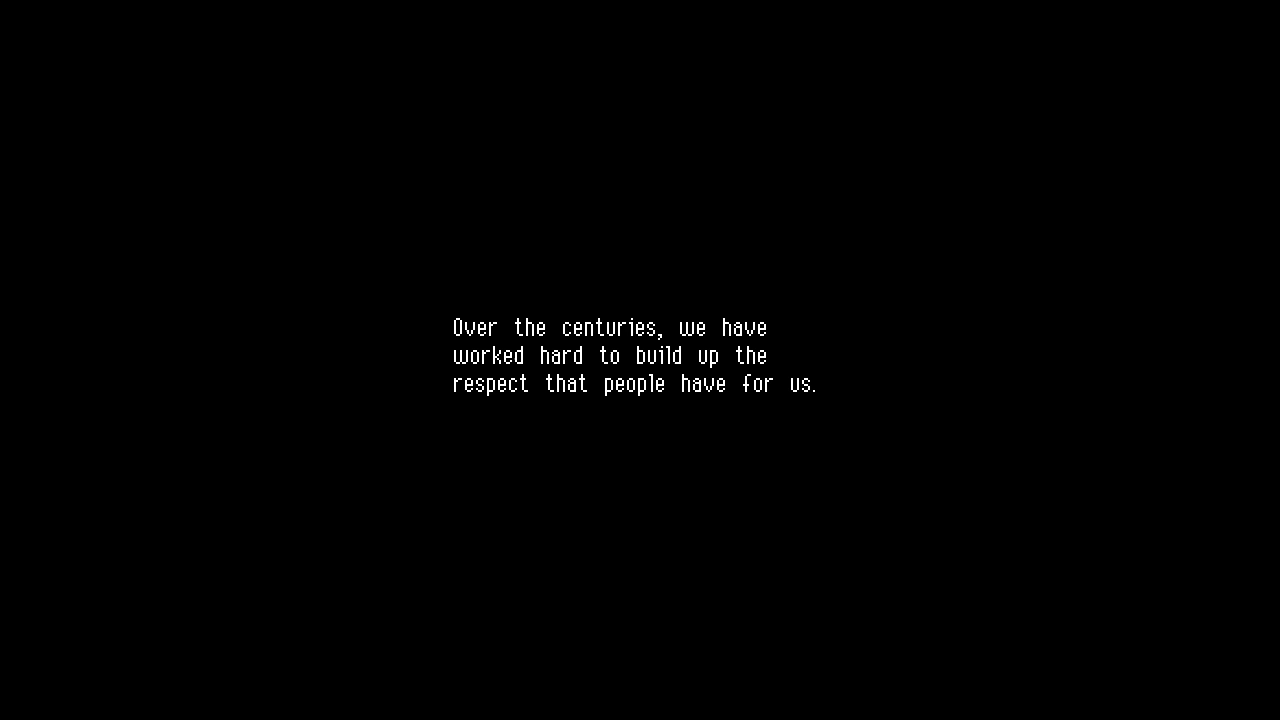 Over the centuries, we have
worked hard to build up the
respect that people have for us.